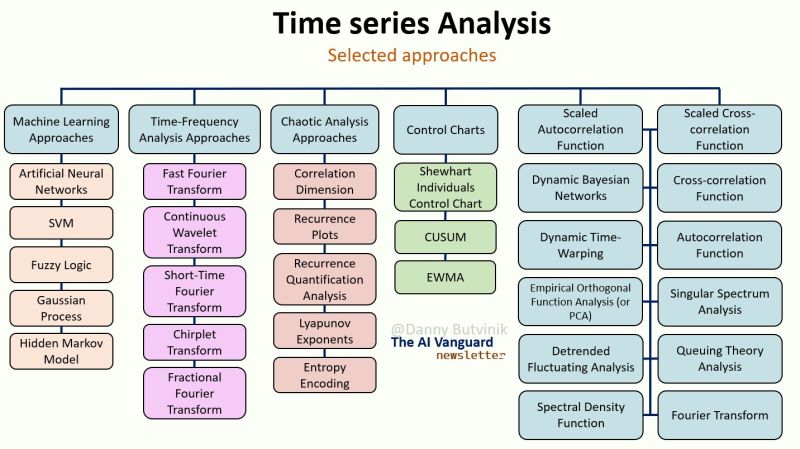 Time series Analysis
Selected approaches
Machine Learning
Approaches
Artificial Neural
Networks
SVM
Fuzzy Logic
Gaussian
Process
Hidden Markov
Model
Time-Frequency
Analysis Approaches
Fast Fourier
Transform
Continuous
Wavelet
Transform
Short-Time
Fourier
Transform
Chirplet
Transform
Fractional
Fourier
Transform
Chaotic Analysis
Approaches
Correlation
Dimension
Recurrence
Plots
Recurrence
Quantification
Analysis
Lyapunov
Exponents
Entropy
Encoding
Control Charts
Shewhart
Individuals
Control Chart
CUSUM
EWMA
@Danny Butvinik
The AI Vanguard
newsletter
Scaled
Autocorrelation
Function
Dynamic Bayesian
Networks
Dynamic Time-
Warping
Empirical Orthogonal
Function Analysis (or
PCA)
Detrended
Fluctuating Analysis
Spectral Density
Function
Scaled Cross-
correlation
Function
Cross-correlation
Function
Autocorrelation
Function
Singular Spectrum
Analysis
Queuing Theory
Analysis
Fourier Transform